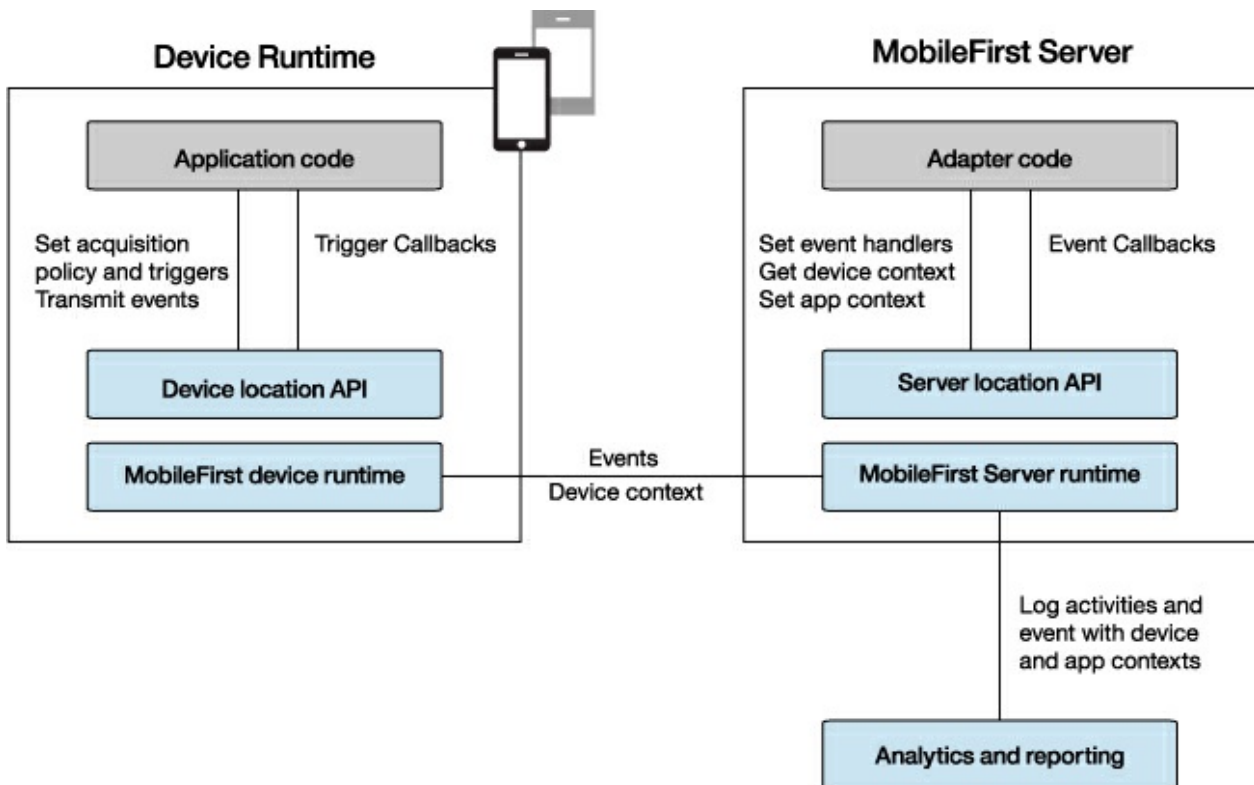 Device Runtime
MobileFirst Server
Application code
Set acquisition
policy and triggers
Transmit events
Trigger Callbacks
Device location API
MobileFirst device runtime
Events
Device context
Adapter code
Set event handlers
Get device context
Set app context
Event Callbacks
Server location API
MobileFirst Server runtime
Log activities and
event with device
and app contexts
Analytics and reporting